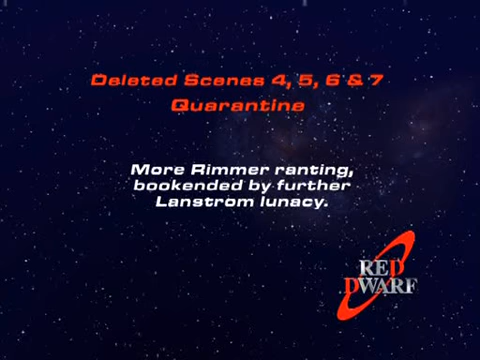 Deleted Scenes 4, 5, 6 & 7
Quarantine
More Rimmer ranting,
bookended by further
Lanstrom lunacy.
RED
DWARF